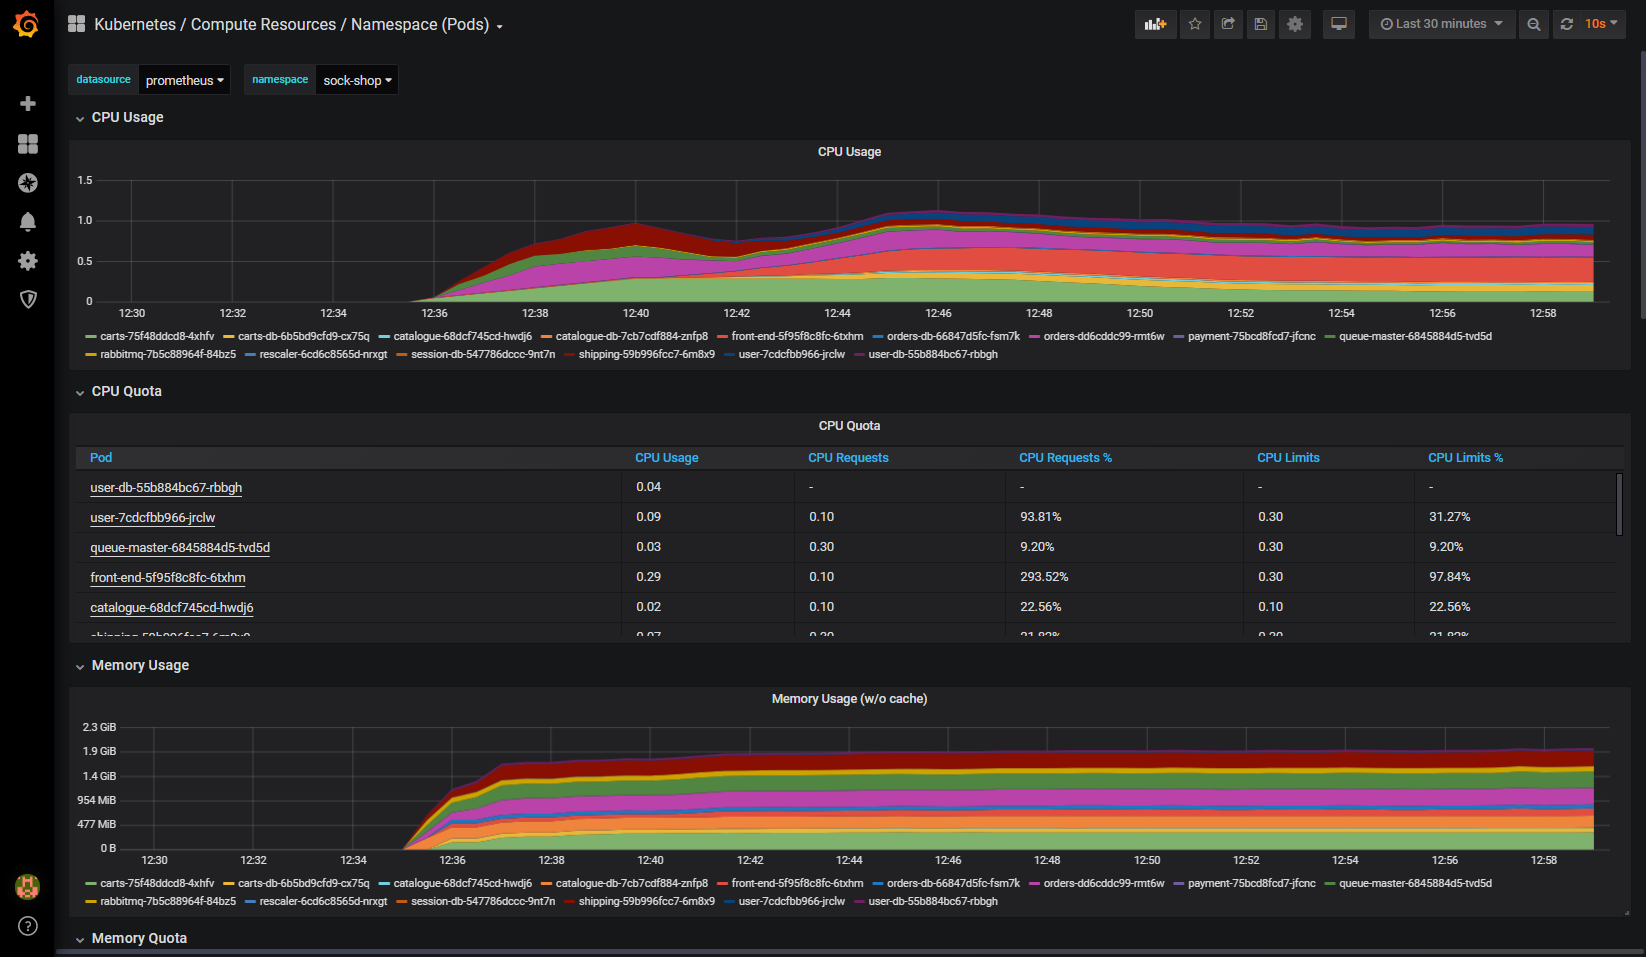 Kubernetes / Compute Resources / Namespace (Pods)
Last 30 minutes
10s
datasource prometheus namespace sock-shop
CPU Usage
CPU Usage
1.5
1.0
0.5
0
12:30 12:32 12:34 12:36 12:38 12:40 12:42 12:44 12:46 12:48 12:50 12:52 12:54 12:56 12:58
carts-75f48ddcd8-4xhfv carts-db-6b5bd9cfd9-cx75q catalogue-68dcf745cd-hwdj6 catalogue-db-7cb7cdf884-znfp8 front-end-5f95f8c8fc-6txhm orders-db-66847d5fc-fsm7k orders-dd6cddc99-rmt6w payment-75bcd8fcd7-jfcnc queue-master-6845884d5-tvd5d
rabbitmq-7b5c88964f-84bz5 rescaler-6cd6c8565d-nrxgt session-db-547786dccc-9nt7n shipping-59b996fcc7-6m8x9 user-7cdcfbb966-jrclw user-db-55b884bc67-rbbgh
CPU Quota
CPU Quota
Pod CPU Usage CPU Requests CPU Requests % CPU Limits CPU Limits %
user-db-55b884bc67-rbbgh 0.04 - - - -
user-7cdcfbb966-jrclw 0.09 0.10 93.81% 0.30 31.27%
queue-master-6845884d5-tvd5d 0.03 0.30 9.20% 0.30 9.20%
front-end-5f95f8c8fc-6txhm 0.29 0.10 293.52% 0.30 97.84%
catalogue-68dcf745cd-hwdj6 0.02 0.10 22.56% 0.10 22.56%
shipping-59b996fcc7-6m8x9 0.07 0.30 21.82% 0.30 21.82%
Memory Usage
Memory Usage (w/o cache)
2.3 GiB
1.9 GiB
1.4 GiB
954 MiB
477 MiB
0 B
12:30 12:32 12:34 12:36 12:38 12:40 12:42 12:44 12:46 12:48 12:50 12:52 12:54 12:56 12:58
carts-75f48ddcd8-4xhfv carts-db-6b5bd9cfd9-cx75q catalogue-68dcf745cd-hwdj6 catalogue-db-7cb7cdf884-znfp8 front-end-5f95f8c8fc-6txhm orders-db-66847d5fc-fsm7k orders-dd6cddc99-rmt6w payment-75bcd8fcd7-jfcnc queue-master-6845884d5-tvd5d
rabbitmq-7b5c88964f-84bz5 rescaler-6cd6c8565d-nrxgt session-db-547786dccc-9nt7n shipping-59b996fcc7-6m8x9 user-7cdcfbb966-jrclw user-db-55b884bc67-rbbgh
Memory Quota